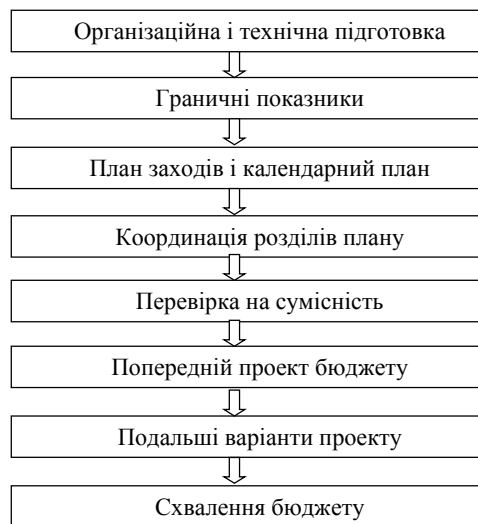 Організаційна і технічна підготовка
Граничні показники
План заходів і календарний план
Координація розділів плану
Перевірка на сумісність
Попередній проект бюджету
Подальші варіанти проекту
Схвалення бюджету